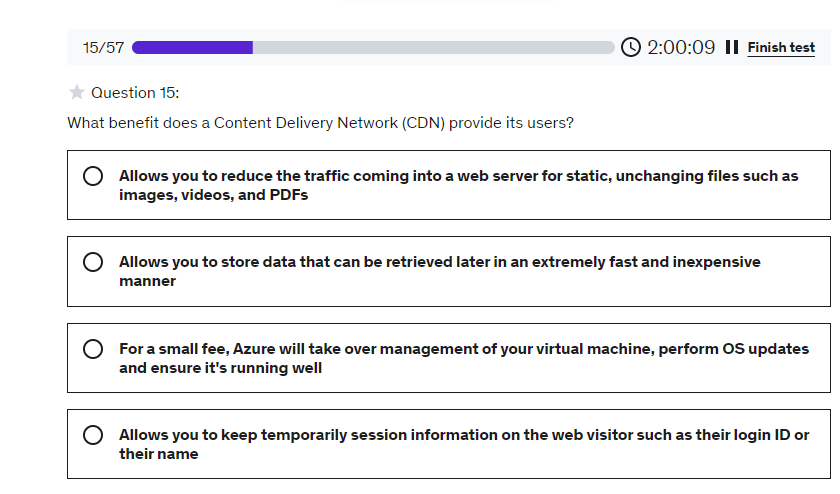 15/57 2:00:09 Finish test
Question 15:
What benefit does a Content Delivery Network (CDN) provide its users?
Allows you to reduce the traffic coming into a web server for static, unchanging files such as
images, videos, and PDFs
Allows you to store data that can be retrieved later in an extremely fast and inexpensive
manner
For a small fee, Azure will take over management of your virtual machine, perform OS updates
and ensure it's running well
Allows you to keep temporarily session information on the web visitor such as their login ID or
their name